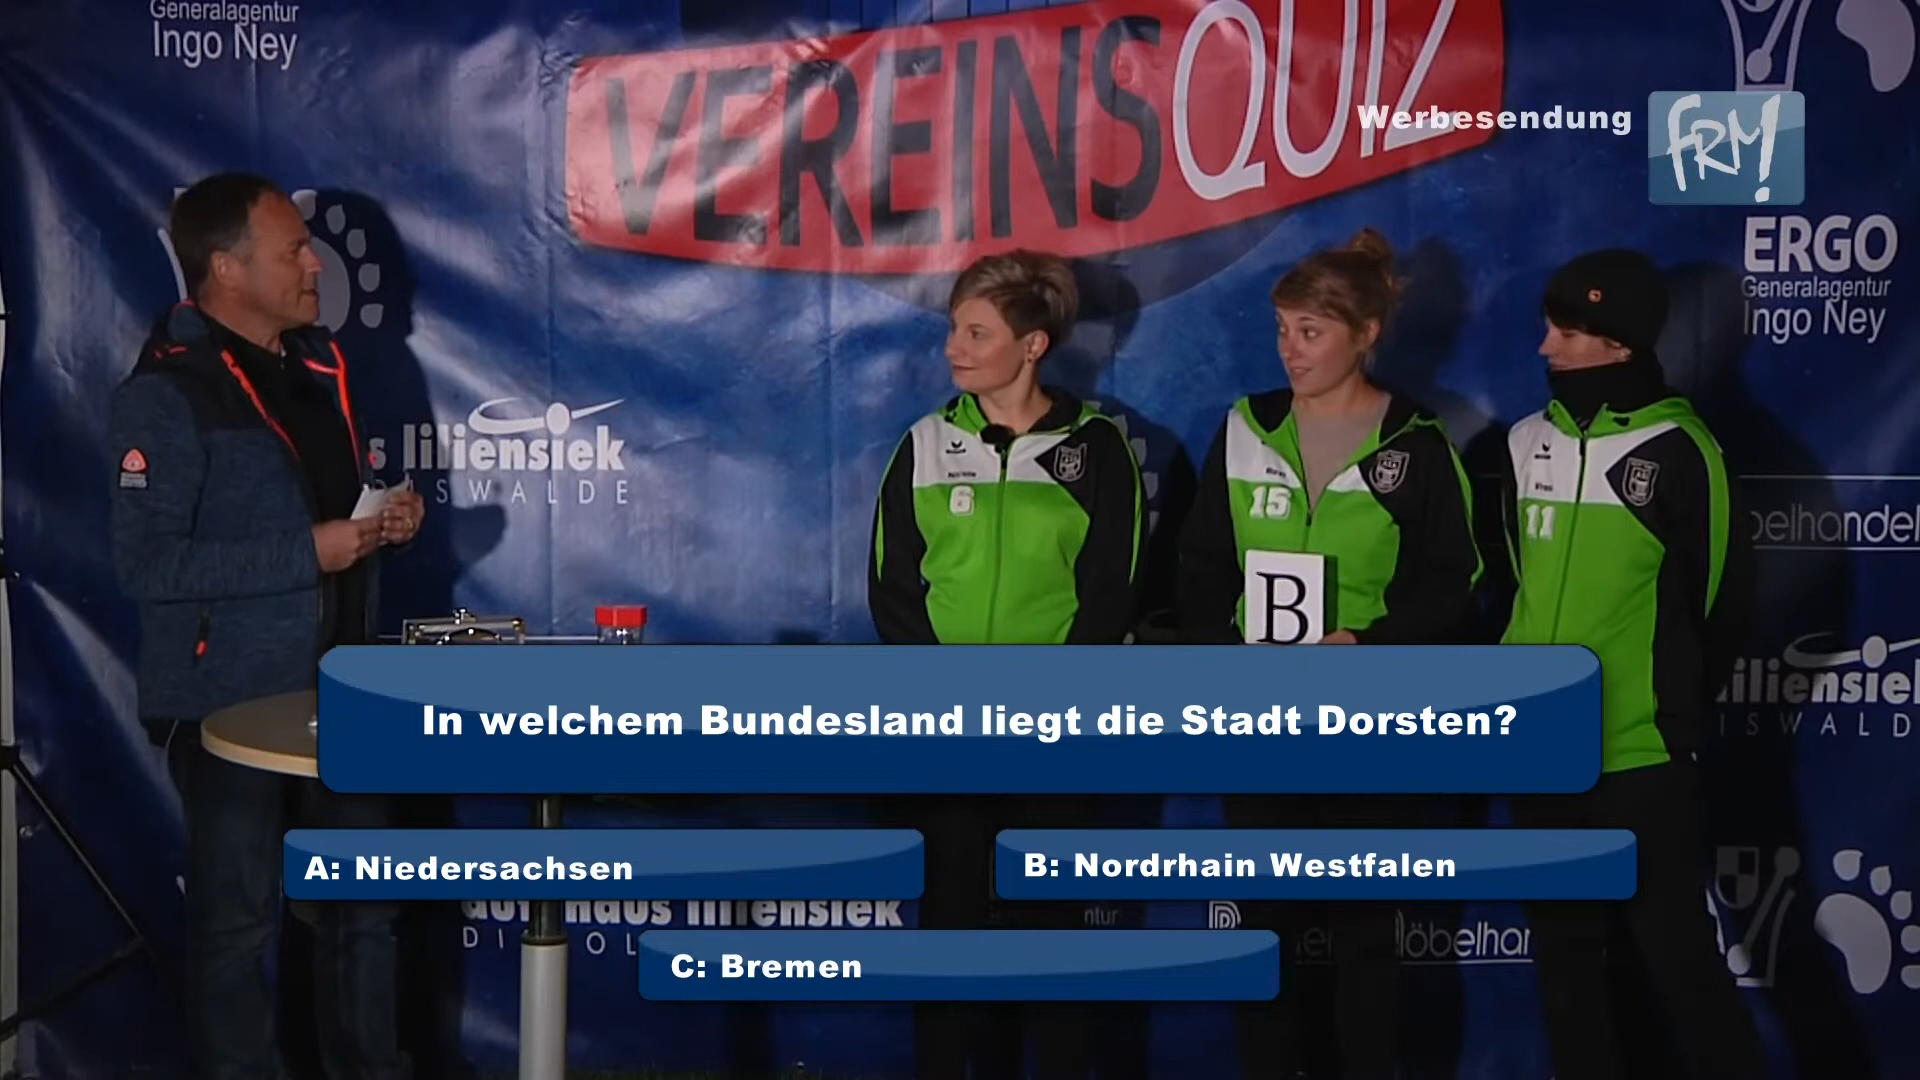 Generalagentur
Ingo Ney
VEREINSQUIZ
Werbesendung
FRM!
ERGO
Generalagentur
Ingo Ney
liliensiek
6
15
11
B
In welchem Bundesland liegt die Stadt Dorsten?
A: Niedersachsen
B: Nordrhain Westfalen
C: Bremen